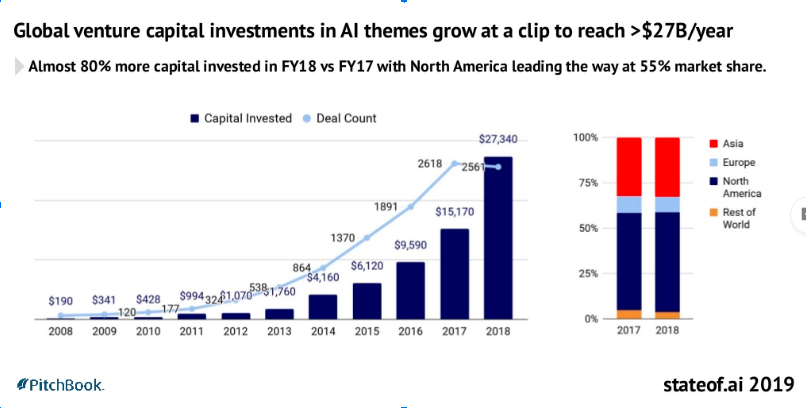 Global venture capital investments in AI themes grow at a clip to reach >$27B/year
Almost 80% more capital invested in FY18 vs FY17 with North America leading the way at 55% market share.
Capital Invested Deal Count
$27,340
2618 2561
1891
$15,170
1370
$9,590
864
$6,120
$4,160
538 $1,760
$190 $341 $428 $994 324 $1,070
120 177
2008 2009 2010 2011 2012 2013 2014 2015 2016 2017 2018
100%
75%
50%
25%
0%
2017 2018
Asia
Europe
North
America
Rest of
World
PitchBook.
stateof.ai 2019